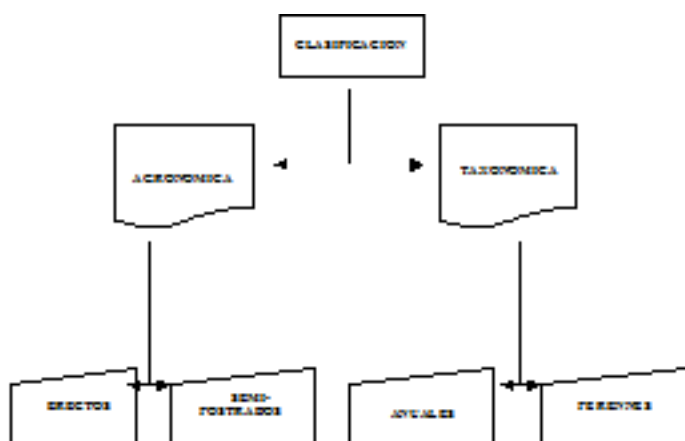 CLASIFICACION
AGRONOMICA
TAXONOMICA
ERECTOS
SEMI-
POSTRADOS
ANUALES
PERENNES